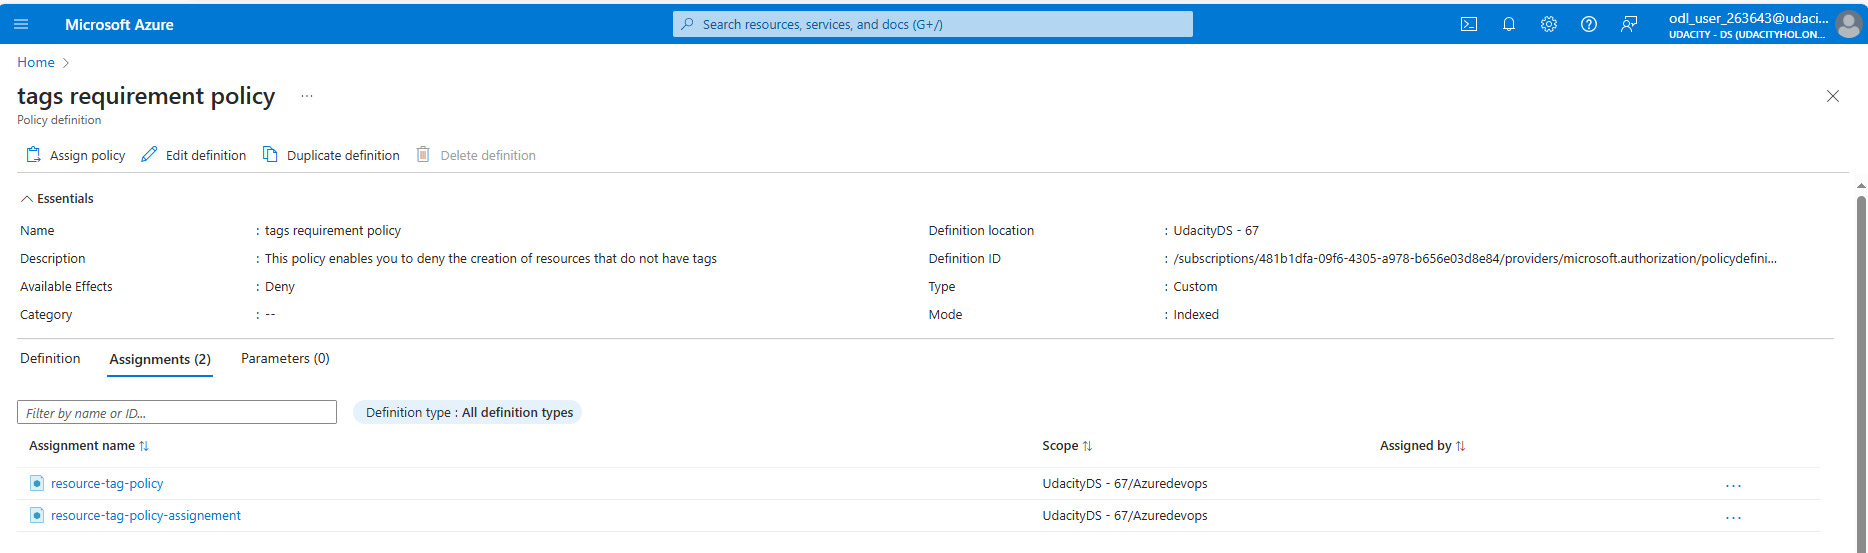 Microsoft Azure
Search resources, services, and docs (G+/)
odl_user_263643@udaci...
UDACITY - DS (UDACITYHOL.ON...
Home
tags requirement policy ...
Policy definition
Assign policy Edit definition Duplicate definition Delete definition
Essentials
Name : tags requirement policy Definition location : UdacityDS - 67
Description : This policy enables you to deny the creation of resources that do not have tags Definition ID : /subscriptions/481b1dfa-09f6-4305-a978-b656e03d8e84/providers/microsoft.authorization/policydefini...
Available Effects : Deny Type : Custom
Category : -- Mode : Indexed
Definition Assignments (2) Parameters (0)
Filter by name or ID... Definition type : All definition types
Assignment name Scope Assigned by
resource-tag-policy UdacityDS - 67/Azuredevops ...
resource-tag-policy-assignement UdacityDS - 67/Azuredevops ...